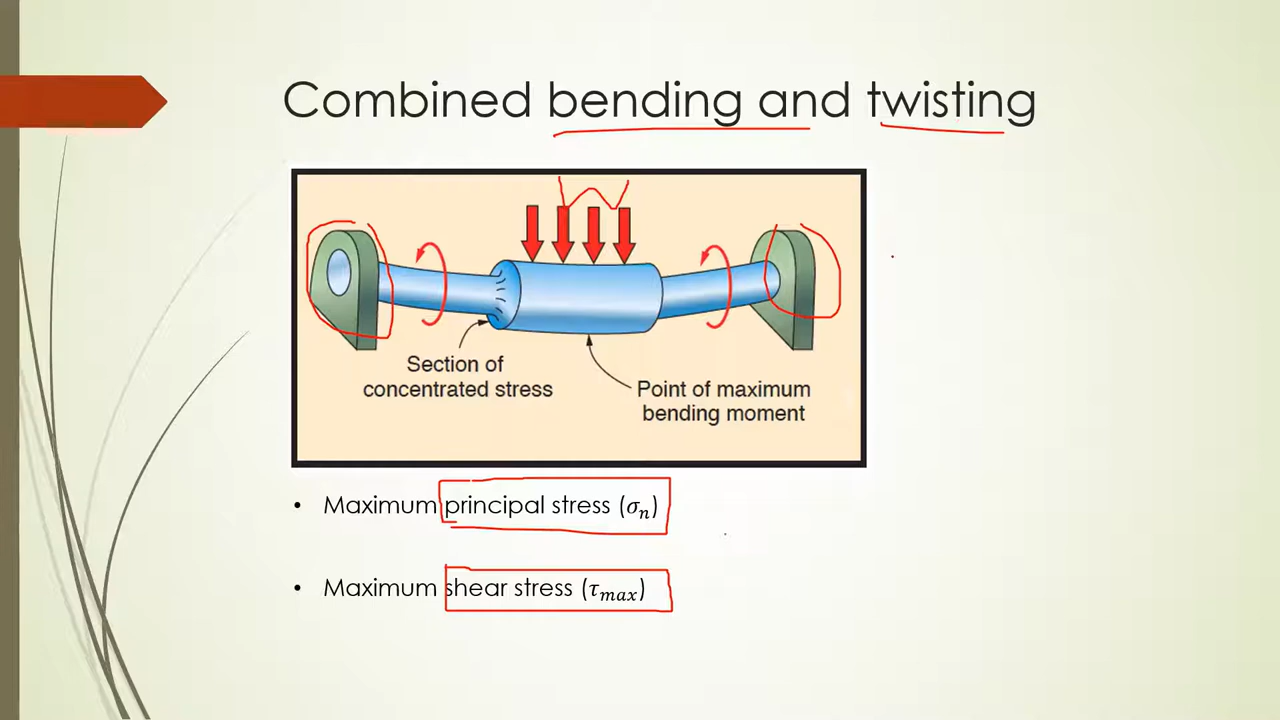 Combined bending and twisting
Section of
concentrated stress
Point of maximum
bending moment
• Maximum principal stress (σₙ)
• Maximum shear stress (τₘₐₓ)